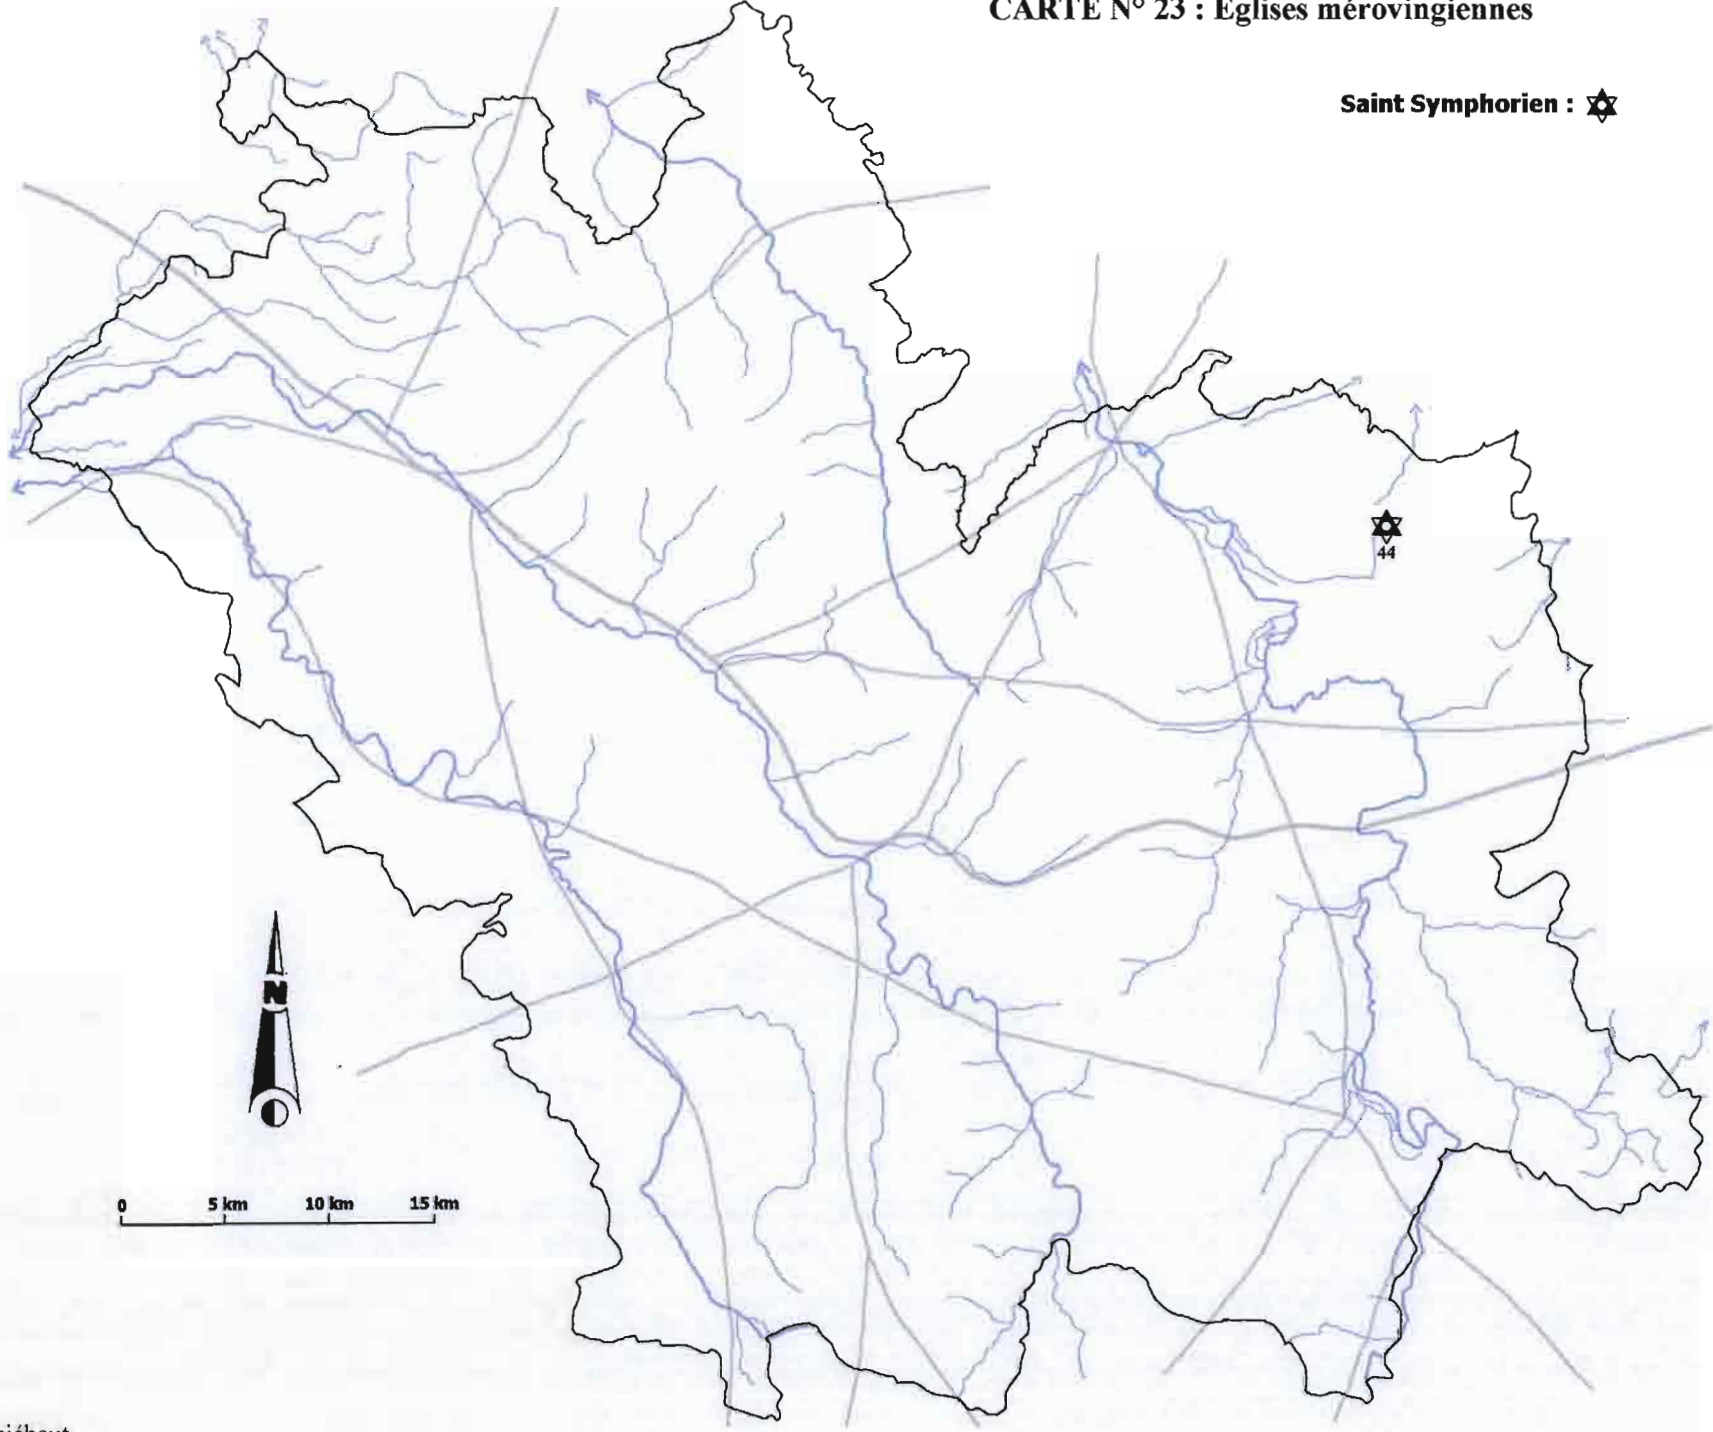 CARTE N° 23 : Eglises mérovingiennes
Saint Symphorien :
44
N
0 5 km 10 km 15 km